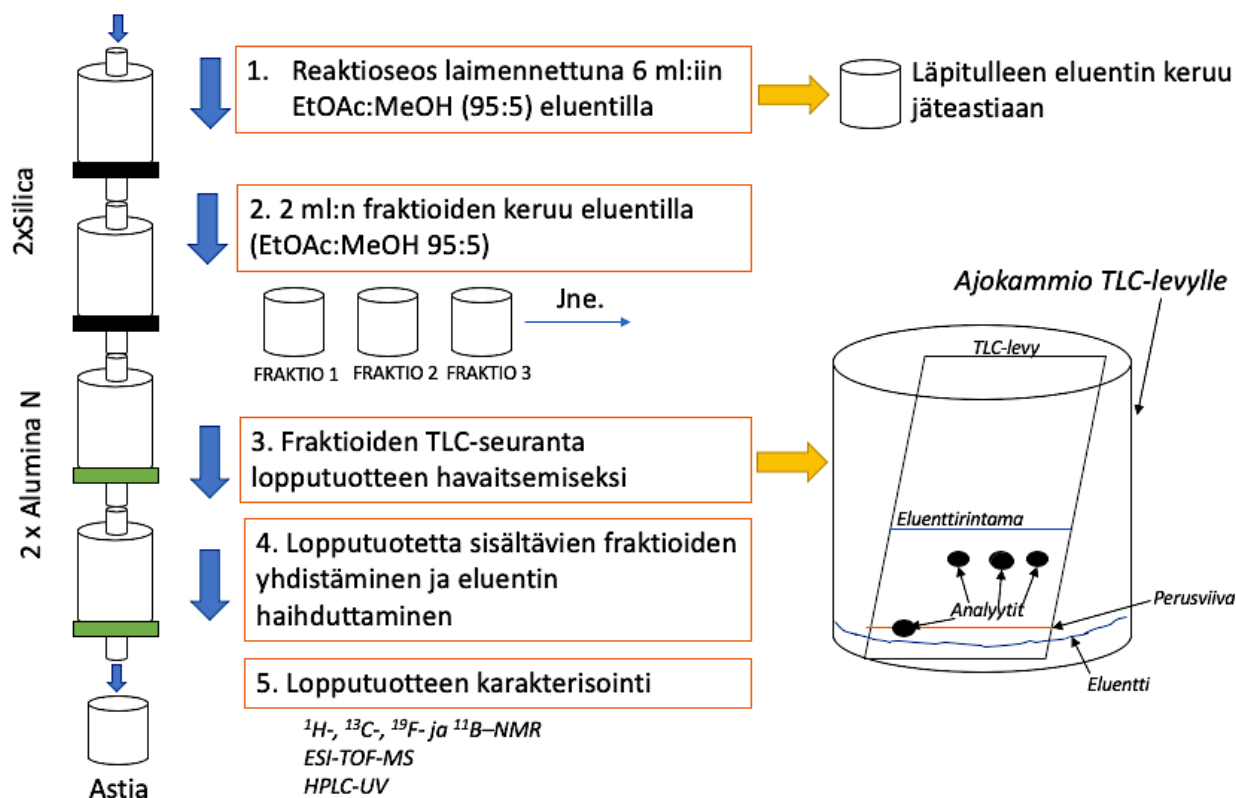 1. Reaktioseos laimennettuna 6 ml:iin
EtOAc:MeOH (95:5) eluentilla
Läpitulleen eluentin keruu
jäteastiaan
2xSilica
2. 2 ml:n fraktioiden keruu eluentilla
(EtOAc:MeOH 95:5)
Jne.
FRAKTIO 1
FRAKTIO 2
FRAKTIO 3
Ajokammio TLC-levylle
TLC-levy
2 x Alumina N
3. Fraktioiden TLC-seuranta
lopputuotteen havaitsemiseksi
Eluenttirintama
4. Lopputuotetta sisältävien fraktioiden
yhdistäminen ja eluentin
haihduttaminen
Analyytit
Perusviiva
Eluentti
5. Lopputuotteen karakterisointi
¹H-, ¹³C-, ¹⁹F- ja ¹¹B–NMR
ESI-TOF-MS
HPLC-UV
Astia